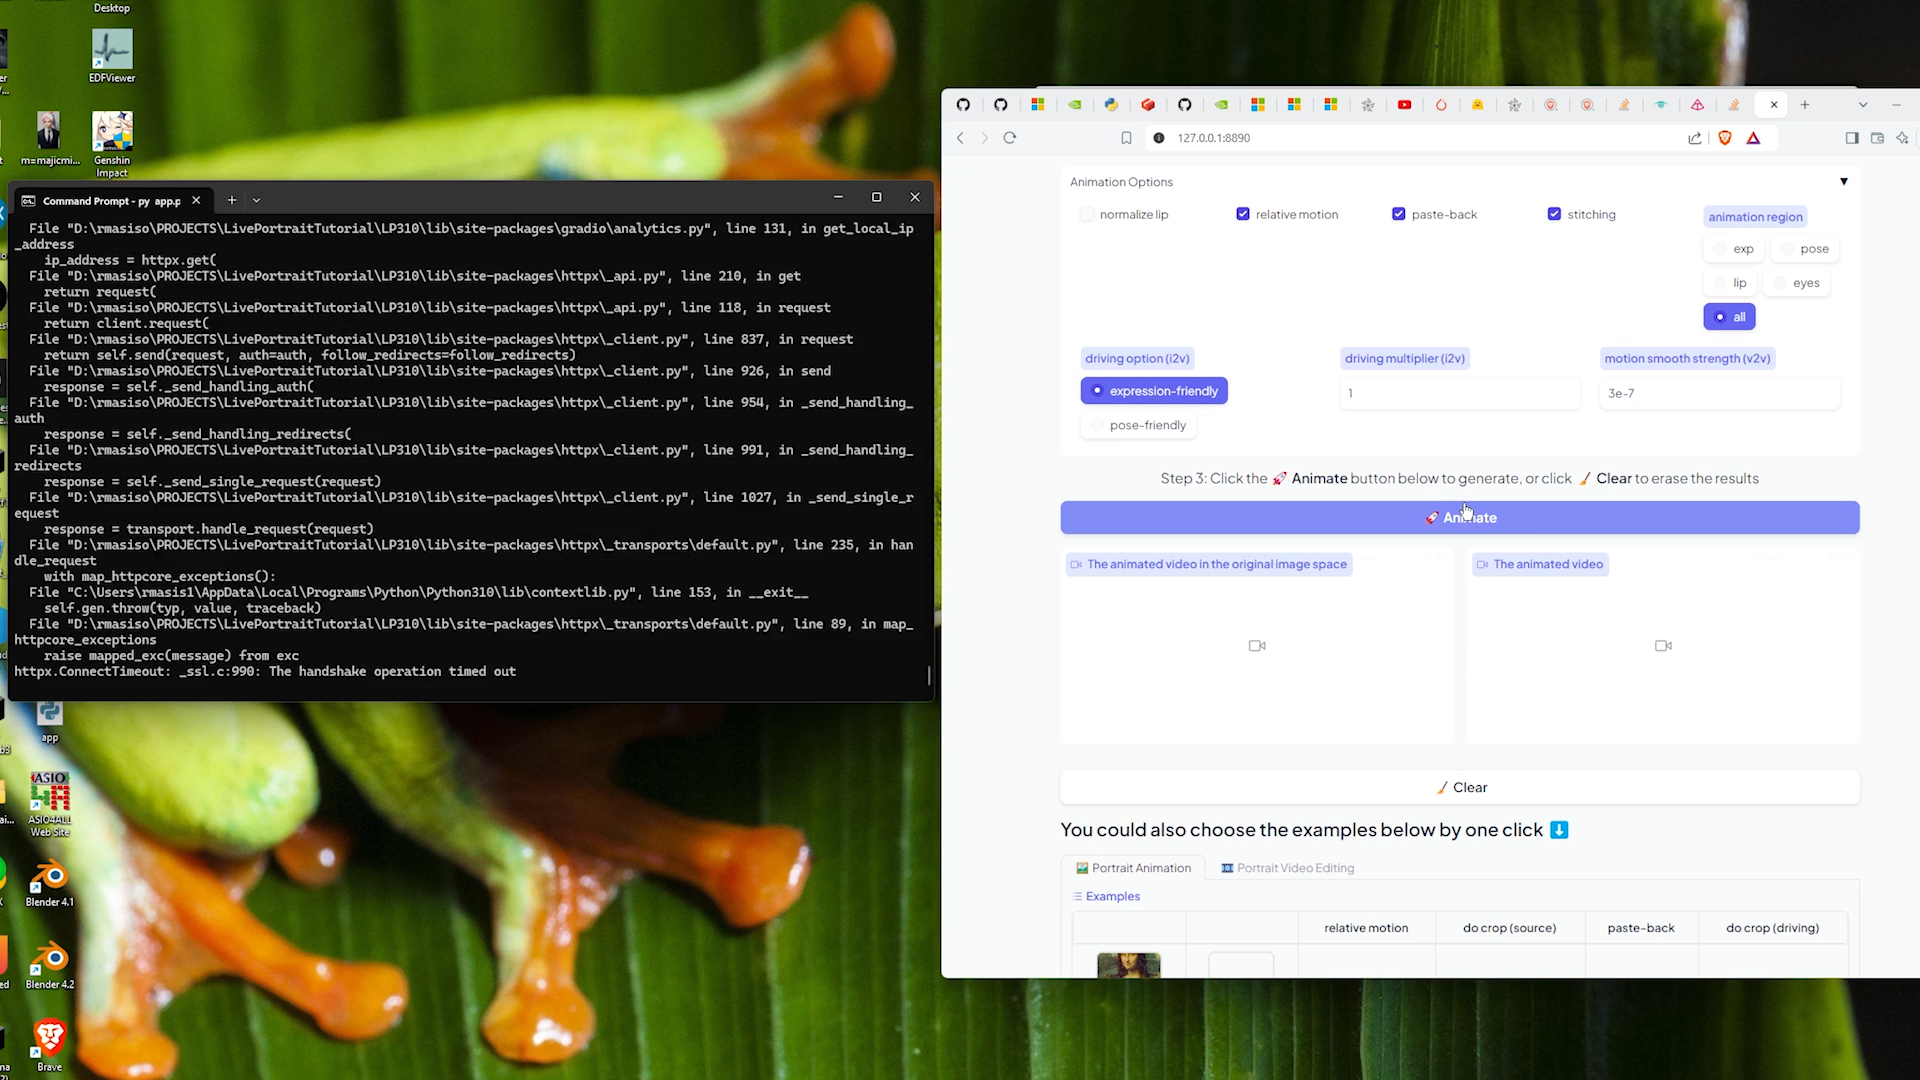 Desktop
EDFViewer
m=majicmi...
Genshin
Impact
Command Prompt - py  app.p
File "D:\rmasiso\PROJECTS\LivePortraitTutorial\LP310\lib\site-packages\gradio\analytics.py", line 131, in get_local_ip
_address
ip_address = httpx.get(
File "D:\rmasiso\PROJECTS\LivePortraitTutorial\LP310\lib\site-packages\httpx\_api.py", line 210, in get
return request(
File "D:\rmasiso\PROJECTS\LivePortraitTutorial\LP310\lib\site-packages\httpx\_api.py", line 118, in request
return client.request(
File "D:\rmasiso\PROJECTS\LivePortraitTutorial\LP310\lib\site-packages\httpx\_client.py", line 837, in request
return self.send(request, auth=auth, follow_redirects=follow_redirects)
File "D:\rmasiso\PROJECTS\LivePortraitTutorial\LP310\lib\site-packages\httpx\_client.py", line 926, in send
response = self._send_handling_auth(
File "D:\rmasiso\PROJECTS\LivePortraitTutorial\LP310\lib\site-packages\httpx\_client.py", line 954, in _send_handling_
auth
response = self._send_handling_redirects(
File "D:\rmasiso\PROJECTS\LivePortraitTutorial\LP310\lib\site-packages\httpx\_client.py", line 991, in _send_handling_
redirects
response = self._send_single_request(request)
File "D:\rmasiso\PROJECTS\LivePortraitTutorial\LP310\lib\site-packages\httpx\_client.py", line 1027, in _send_single_r
equest
response = transport.handle_request(request)
File "D:\rmasiso\PROJECTS\LivePortraitTutorial\LP310\lib\site-packages\httpx\_transports\default.py", line 235, in han
dle_request
with map_httpcore_exceptions():
File "C:\Users\rmasis1\AppData\Local\Programs\Python\Python310\lib\contextlib.py", line 153, in __exit__
self.gen.throw(typ, value, traceback)
File "D:\rmasiso\PROJECTS\LivePortraitTutorial\LP310\lib\site-packages\httpx\_transports\default.py", line 89, in map_
httpcore_exceptions
raise mapped_exc(message) from exc
httpx.ConnectTimeout: _ssl.c:990: The handshake operation timed out
app
ASIO
ASIO4ALL
Web Site
Blender 4.1
Blender 4.2
Brave
127.0.0.1:8890
Animation Options
normalize lip
relative motion
paste-back
stitching
animation region
exp
pose
lip
eyes
all
driving option (i2v)
expression-friendly
pose-friendly
driving multiplier (i2v)
1
motion smooth strength (v2v)
3e-7
Step 3: Click the 🚀 Animate button below to generate, or click 🧹 Clear to erase the results
🚀 Animate
The animated video in the original image space
The animated video
🧹 Clear
You could also choose the examples below by one click ⬇️
Portrait Animation
Portrait Video Editing
Examples
relative motion
do crop (source)
paste-back
do crop (driving)